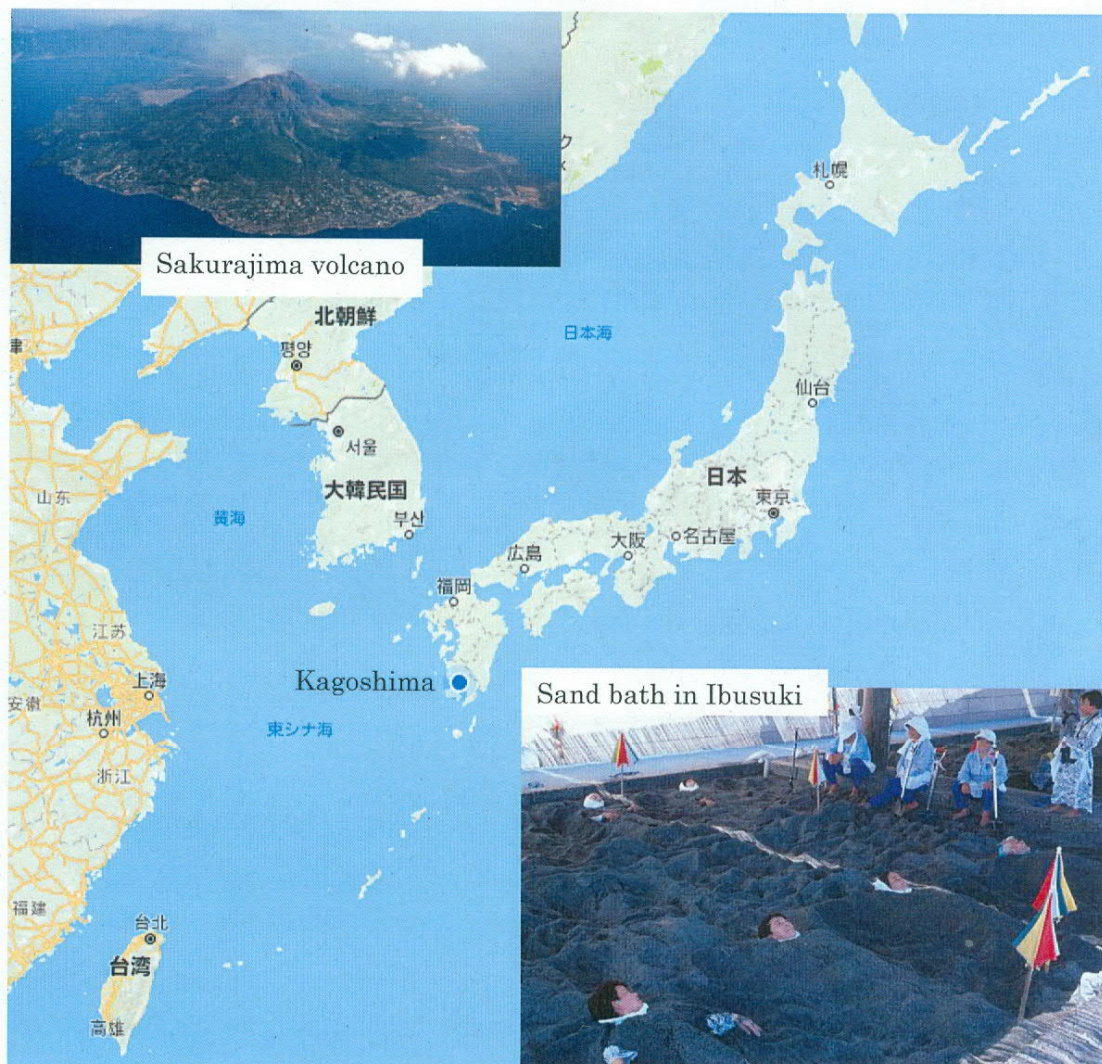 Sakurajima volcano
札幌
北朝鮮
日本海
平壌
仙台
서울
日本
山东
大韓民国
東京
黄海
부산
名古屋
大阪
広島
福岡
江苏
上海
Kagoshima
Sand bath in Ibusuki
安徽
杭州
東シナ海
浙江
福建
台北
台湾
高雄